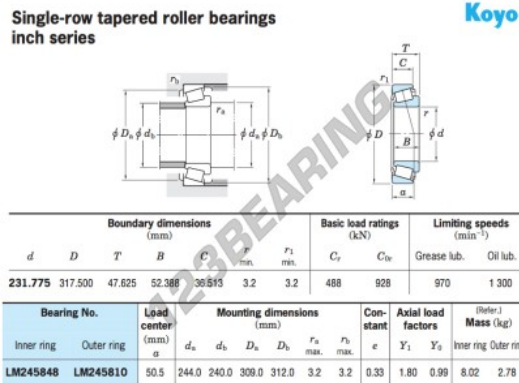 Single-row tapered roller bearings
inch series
Koyo
T
C
r1
r
B
φD
φd
a
rb
ra
φDa φdb
φda φDb
123BEARING
Boundary dimensions
(mm)
Basic load ratings
(kN)
Limiting speeds
(min⁻¹)
d D T B C r min. r1 min. Cr C0r Grease lub. Oil lub.
231.775 317.500 47.625 52.388 36.513 3.2 3.2 488 928 970 1 300
Bearing No.
Load center (mm) a
Mounting dimensions
(mm)
Constant e
Axial load factors
(Refer.)
Mass (kg)
Inner ring Outer ring da db Da Db ra max. rb max. Y1 Y0 Inner ring Outer rin
LM245848 LM245810 50.5 244.0 240.0 309.0 312.0 3.2 3.2 0.33 1.80 0.99 8.02 2.78